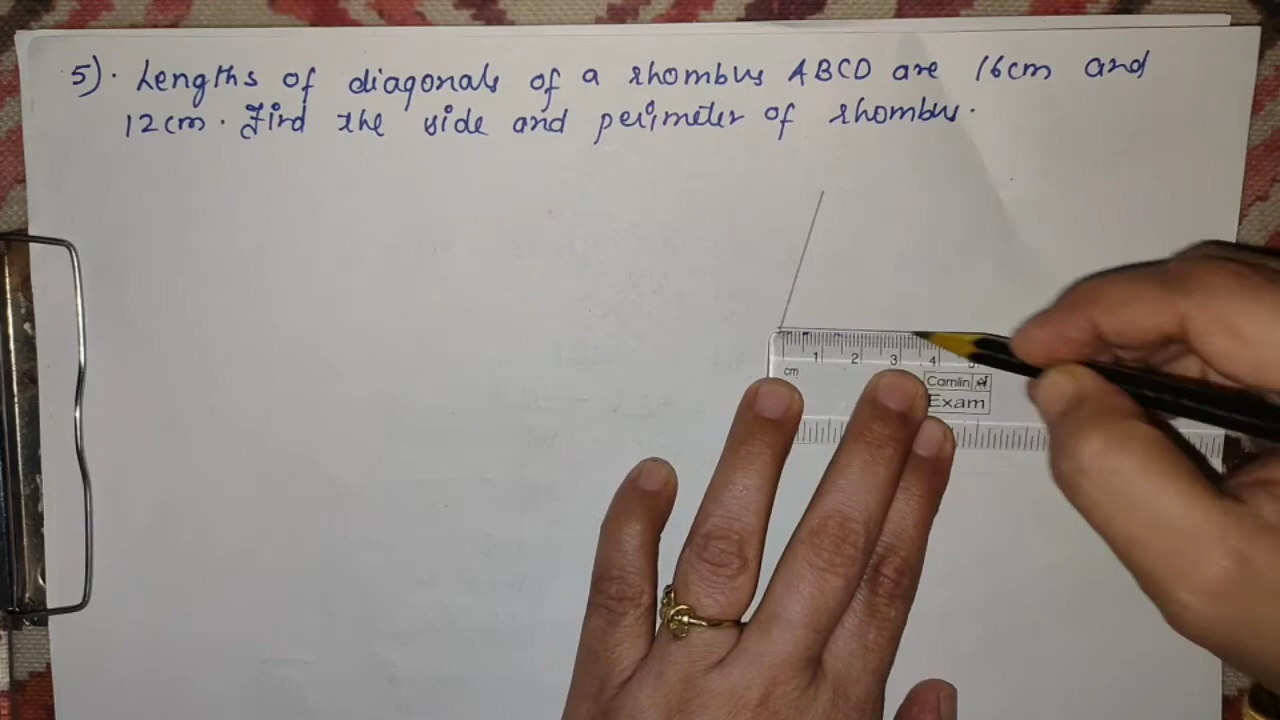 5). Lengths of diagonals of a rhombus ABCD are 16cm and
12cm. Find the side and perimeter of rhombus.
1 2 3 4 5
cm
Camlin
Exam